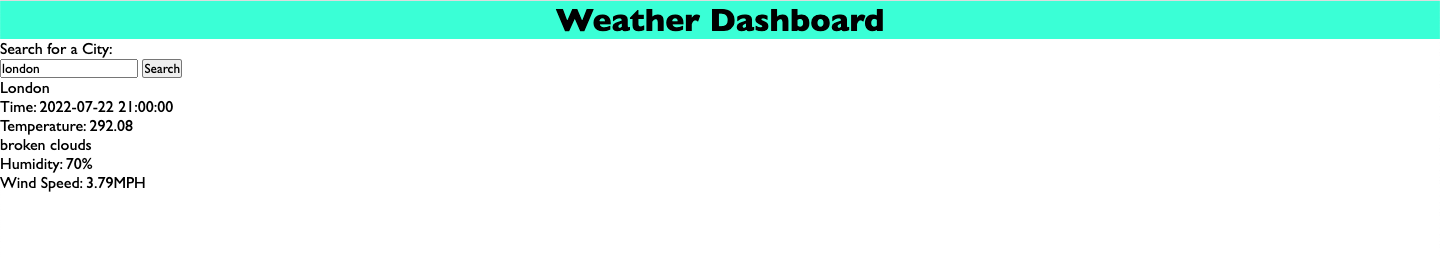 Weather Dashboard
Search for a City:
london Search
London
Time: 2022-07-22 21:00:00
Temperature: 292.08
broken clouds
Humidity: 70%
Wind Speed: 3.79MPH